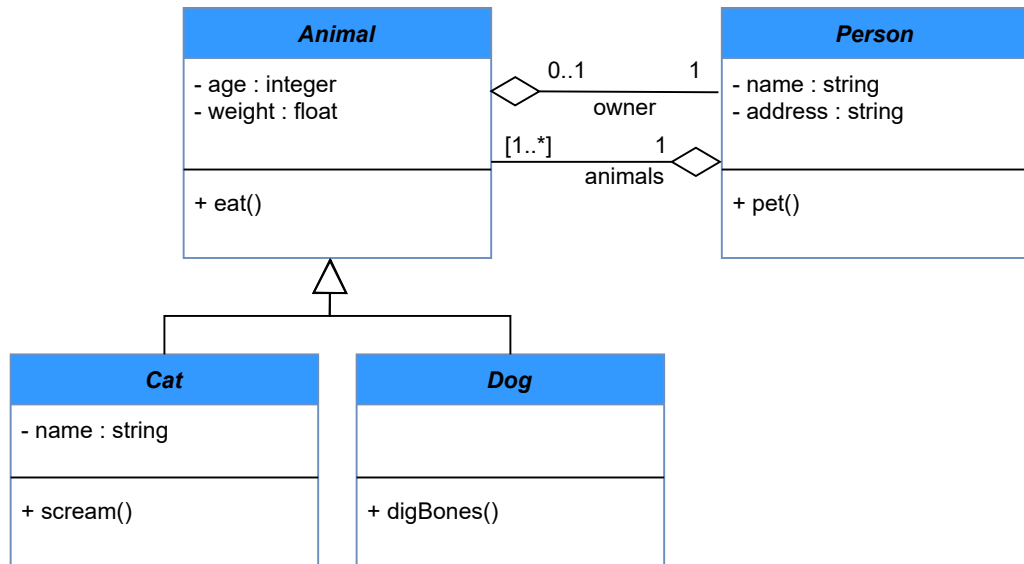 Animal
- age : integer
- weight : float
+ eat()
0..1
1
owner
[1..*]
1
animals
Person
- name : string
- address : string
+ pet()
Cat
- name : string
+ scream()
Dog
+ digBones()